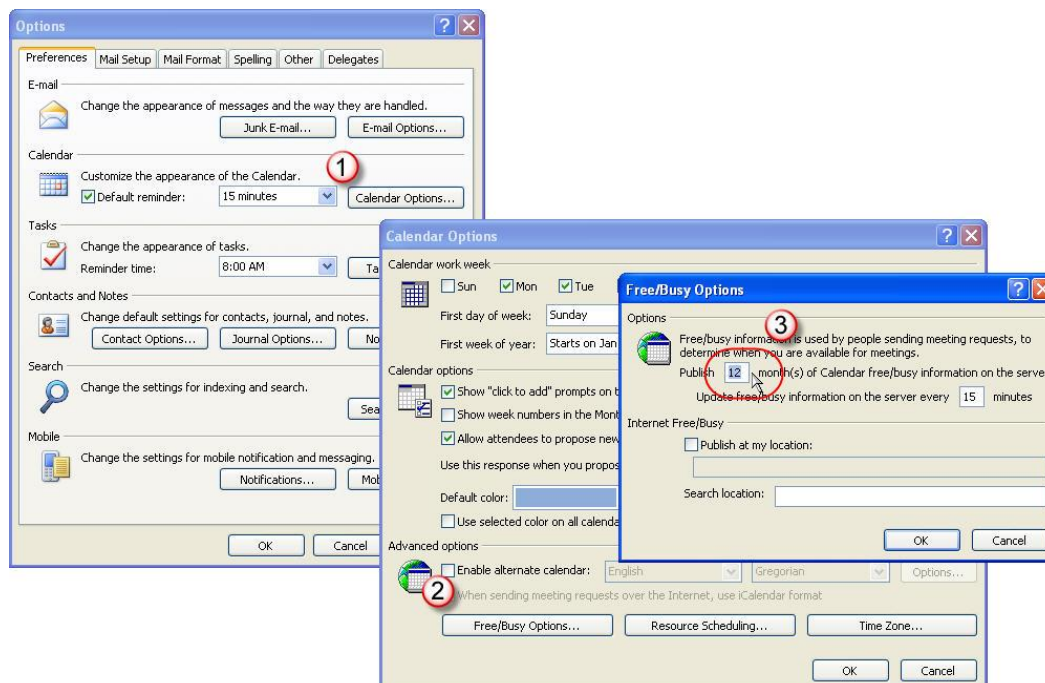 Options
Preferences Mail Setup Mail Format Spelling Other Delegates
E-mail
Change the appearance of messages and the way they are handled.
Junk E-mail... E-mail Options...
Calendar
1
Customize the appearance of the Calendar.
Default reminder: 15 minutes Calendar Options...
Tasks
Change the appearance of tasks.
Reminder time: 8:00 AM Ta
Contacts and Notes
Change default settings for contacts, journal, and notes.
Contact Options... Journal Options... No
Search
Change the settings for indexing and search.
Sea
Mobile
Change the settings for mobile notification and messaging.
Notifications... Mob
OK Cancel
Calendar Options
Calendar work week
Sun Mon Tue
First day of week: Sunday
First week of year: Starts on Jan
Calendar options
Show "click to add" prompts on t
Show week numbers in the Mont
Allow attendees to propose new
Use this response when you propos
Default color:
Use selected color on all calenda
Advanced options
Enable alternate calendar: English Gregorian Options...
2
When sending meeting requests over the Internet, use iCalendar format
Free/Busy Options... Resource Scheduling... Time Zone...
OK Cancel
Free/Busy Options
Options
3
Free/busy information is used by people sending meeting requests, to
determine when you are available for meetings.
Publish 12 month(s) of Calendar free/busy information on the serve
Update free/busy information on the server every 15 minutes
Internet Free/Busy
Publish at my location:
Search location:
OK Cancel